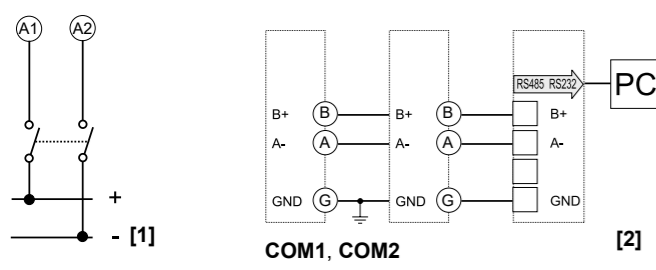 A1 A2
+
- [1]
RS485 RS232 PC
B+ B B+ B B+
A- A A- A A-
GND G GND G GND
COM1, COM2
[2]